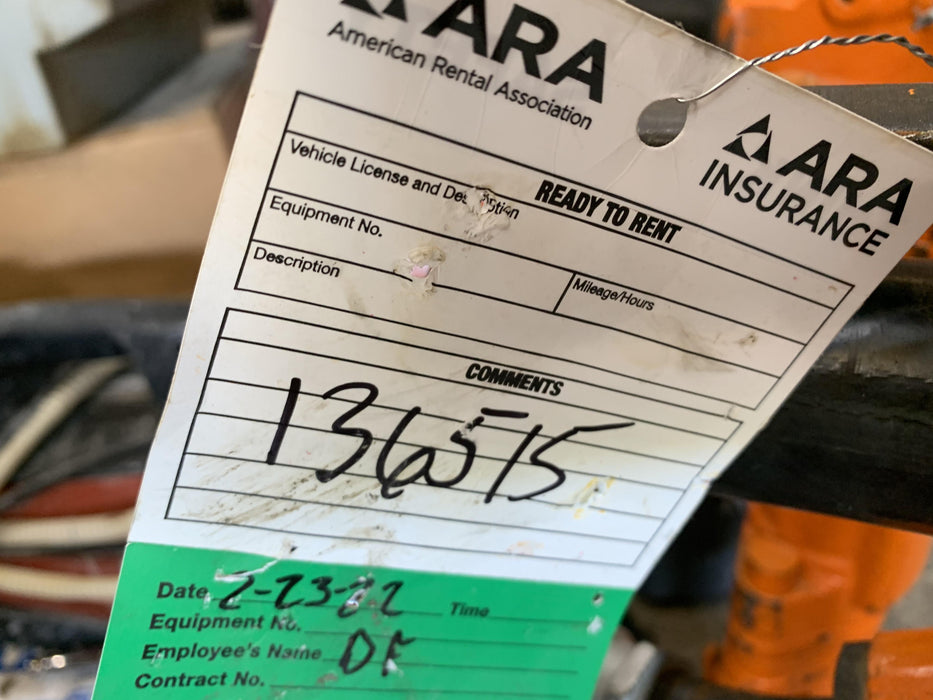 ARA
American Rental Association
ARA
INSURANCE
READY TO RENT
Vehicle License and Description
Equipment No.
Mileage/Hours
Description
COMMENTS
136515
Date 2-23-22 Time
Equipment No.
Employee's Name DF
Contract No.